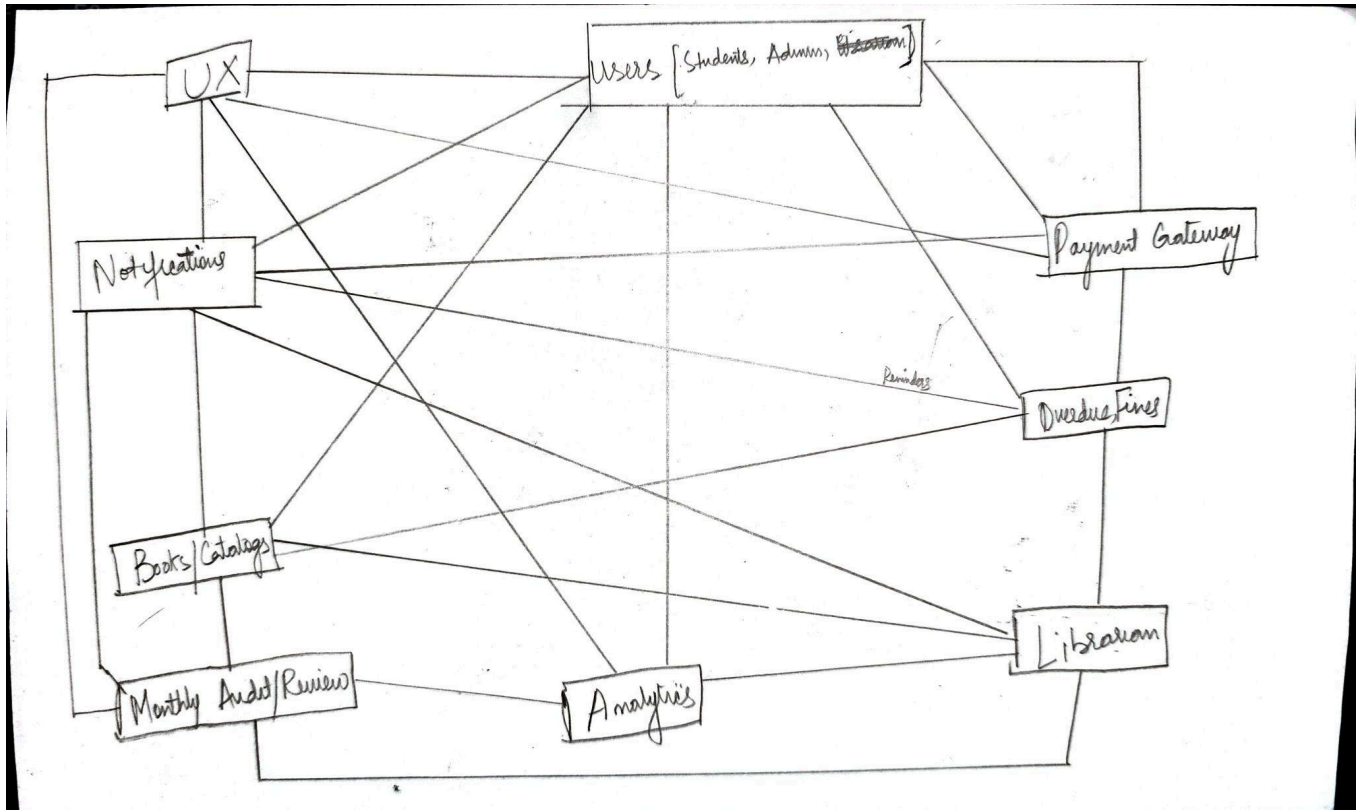 UX
Users [Students, Admin, ]
Notifications
Payment Gateway
Reminders
Overdue, Fines
Books/Catalogs
Librarian
Monthly Audit/Review
Analytics